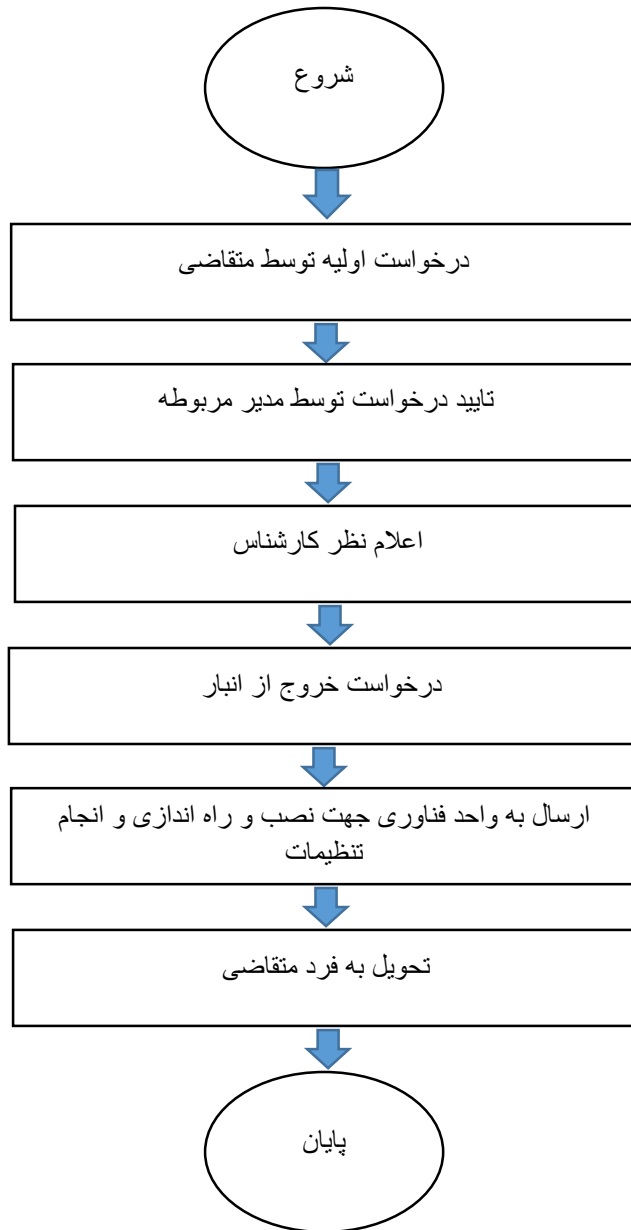 شروع
درخواست اولیه توسط متقاضی
تایید درخواست توسط مدیر مربوطه
اعلام نظر کارشناس
درخواست خروج از انبار
ارسال به واحد فناوری جهت نصب و راه اندازی و انجام
تنظیمات
تحویل به فرد متقاضی
پایان